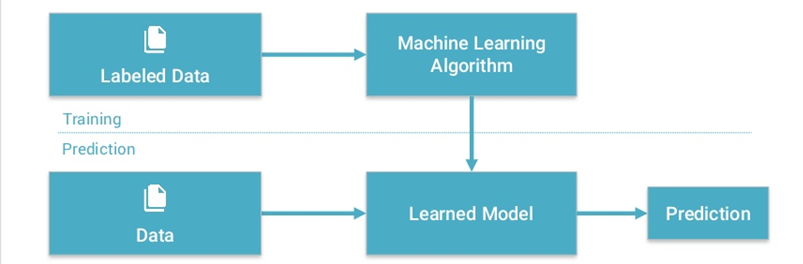 Labeled Data
Machine Learning
Algorithm
Training
Prediction
Data
Learned Model
Prediction